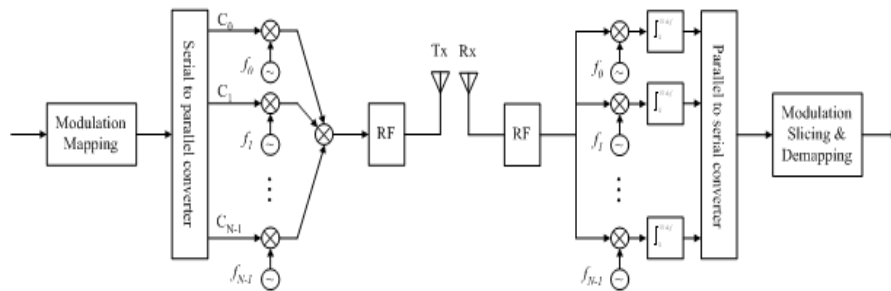 Modulation
Mapping
Serial to parallel converter
C0
f0
~
C1
f1
~
CN-1
fN-1
~
RF
Tx
Rx
RF
f0
~
∫
f1
~
∫
fN-1
~
∫
Parallel to serial converter
Modulation
Slicing &
Demapping